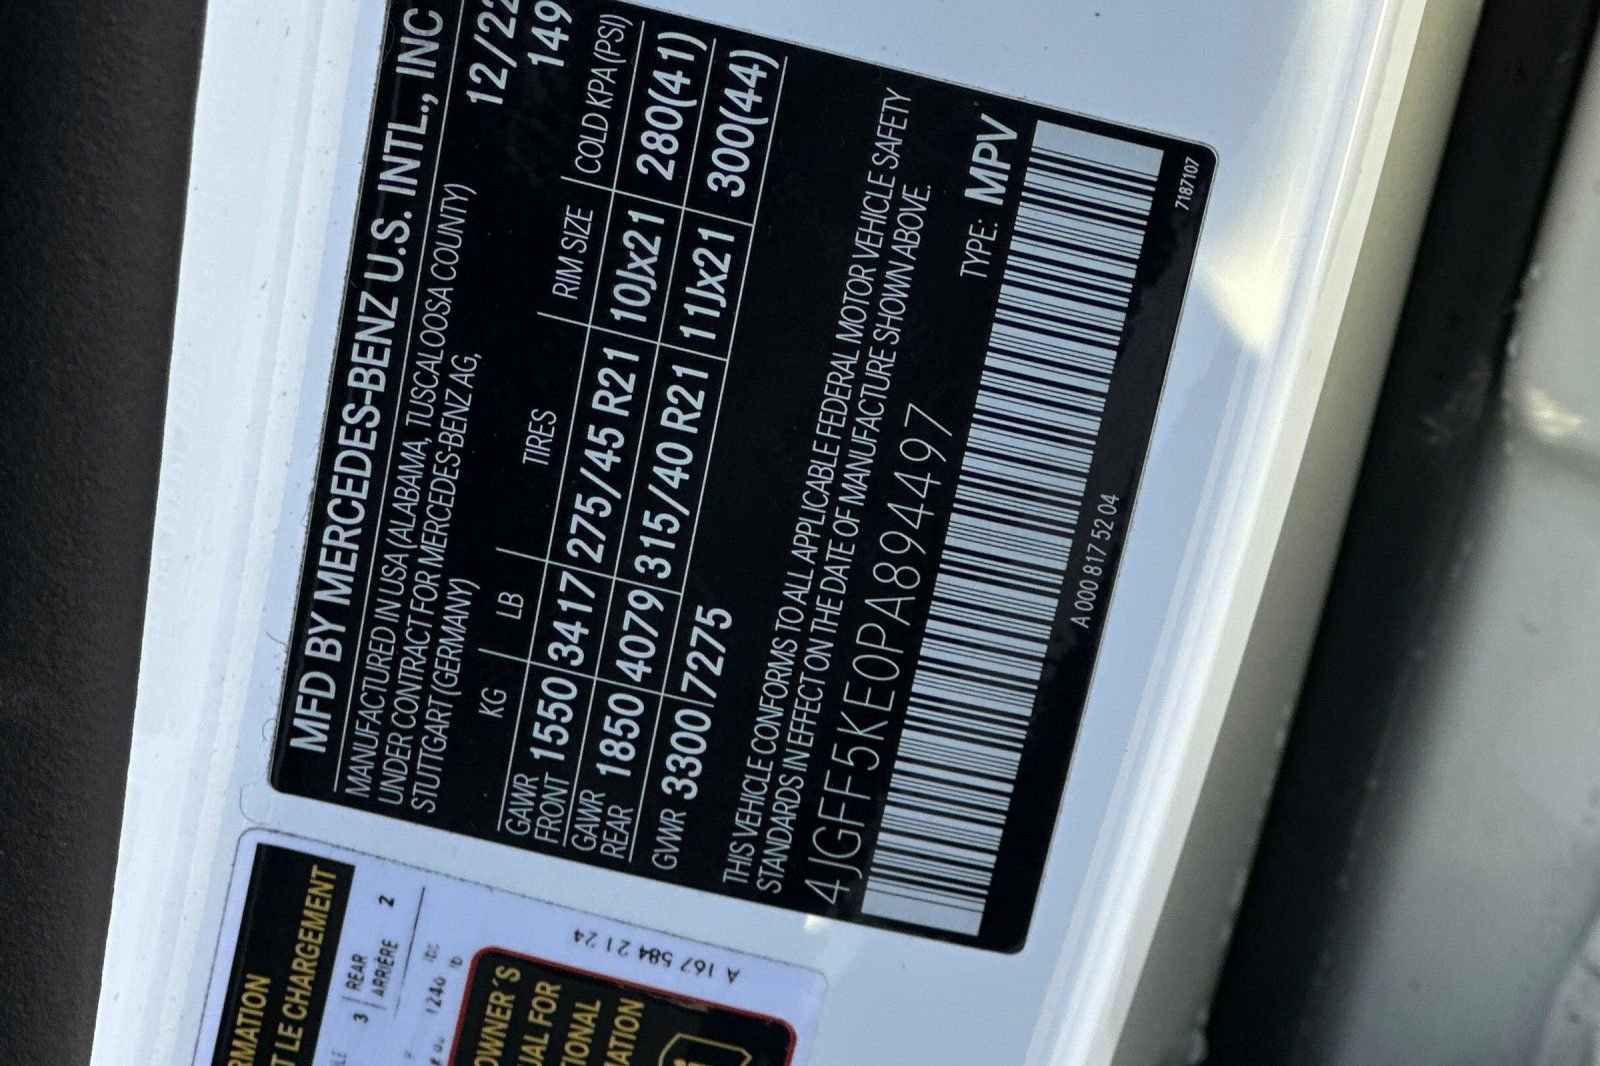 MFD BY MERCEDES-BENZ U.S. INTL., INC
MANUFACTURED IN USA (ALABAMA, TUSCALOOSA COUNTY)
UNDER CONTRACT FOR MERCEDES-BENZ AG,
STUTTGART (GERMANY)
12/22
149
KG LB TIRES RIM SIZE COLD KPA (PSI)
GAWR FRONT 1550 3417 275/45 R21 10Jx21 280(41)
GAWR REAR 1850 4079 315/40 R21 11Jx21 300(44)
GVWR 3300 7275
THIS VEHICLE CONFORMS TO ALL APPLICABLE FEDERAL MOTOR VEHICLE SAFETY
STANDARDS IN EFFECT ON THE DATE OF MANUFACTURE SHOWN ABOVE.
4JGFF5KE0PA894497 TYPE: MPV
A 000 817 52 04
7187107
T LE CHARGEMENT
3 REAR 2
ARRIÈRE
A 167 584 21 24
OWNER'S
FOR